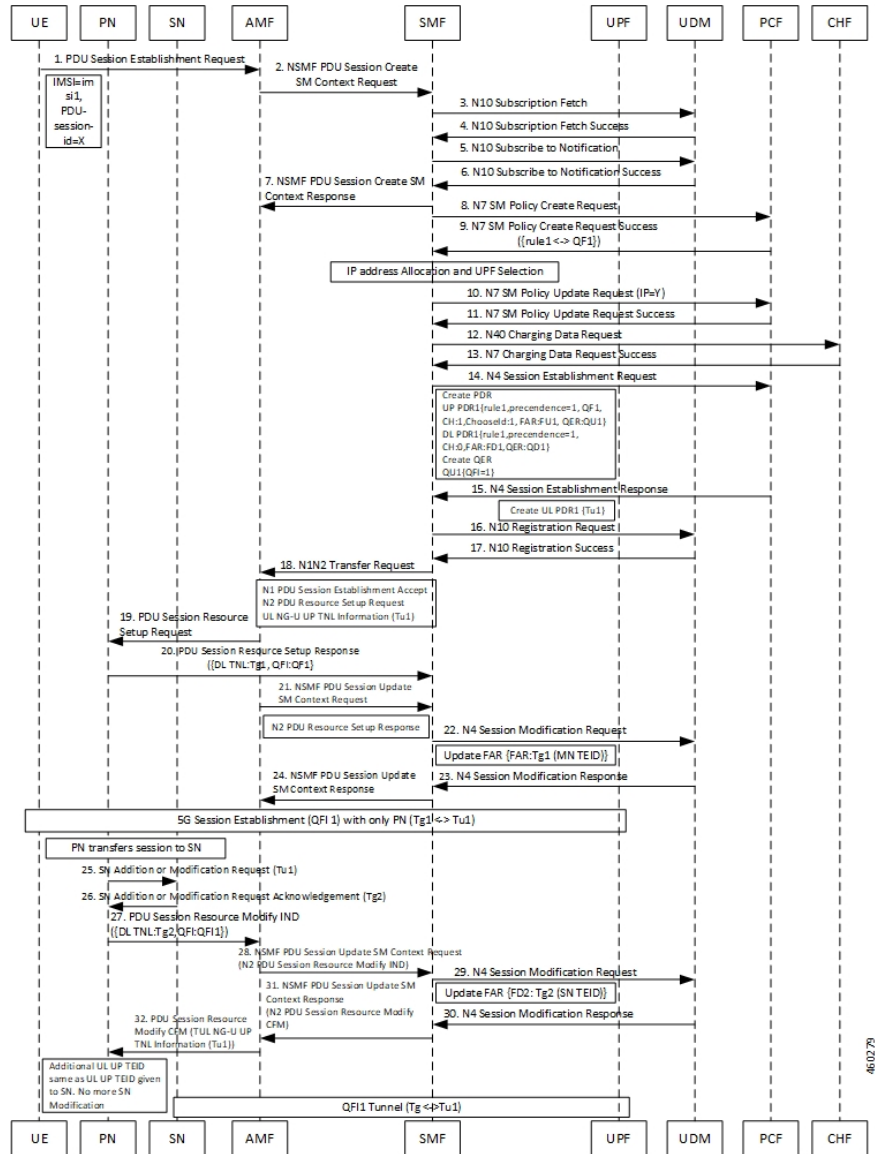 UE PN SN AMF SMF UPF UDM PCF CHF
1. PDU Session Establishment Request
IMSI=im
si1,
PDU-
session-
id=X
2. NSMF PDU Session Create
SM Context Request
3. N10 Subscription Fetch
4. N10 Subscription Fetch Success
5. N10 Subscribe to Notification
6. N10 Subscribe to Notification Success
7. NSMF PDU Session Create SM
Context Response
8. N7 SM Policy Create Request
9. N7 SM Policy Create Request Success
({rule1 <-> QF1})
IP address Allocation and UPF Selection
10. N7 SM Policy Update Request (IP=Y)
11. N7 SM Policy Update Request Success
12. N40 Charging Data Request
13. N7 Charging Data Request Success
14. N4 Session Establishment Request
Create PDR
UP PDR1{rule1,precendence=1, QF1,
CH:1,ChooseId:1, FAR:FU1, QER:QU1}
DL PDR1{rule1,precendence=1,
CH:0,FAR:FD1,QER:QD1}
Create QER
QU1{QFI=1}
15. N4 Session Establishment Response
Create UL PDR1 {Tu1}
16. N10 Registration Request
17. N10 Registration Success
18. N1N2 Transfer Request
N1 PDU Session Establishment Accept
N2 PDU Resource Setup Request
UL NG-U UP TNL Information (Tu1)
19. PDU Session Resource
Setup Request
20. PDU Session Resource Setup Response
({DL TNL:Tg1, QFI:QF1}
21. NSMF PDU Session Update
SM Context Request
N2 PDU Resource Setup Response
22. N4 Session Modification Request
Update FAR {FAR:Tg1 (MN TEID)}
23. N4 Session Modification Response
24. NSMF PDU Session Update
SM Context Response
5G Session Establishment (QFI 1) with only PN (Tg1 <-> Tu1)
PN transfers session to SN
25. SN Addition or Modification Request (Tu1)
26. SN Addition or Modification Request Acknowledgement (Tg2)
27. PDU Session Resource Modify IND
({DL TNL:Tg2,QFI:QFI1})
28. NSMF PDU Session Update SM Context Request
(N2 PDU Session Resource Modify IND)
29. N4 Session Modification Request
Update FAR {FD2: Tg2 (SN TEID)}
30. N4 Session Modification Response
31. NSMF PDU Session Update SM
Context Response
(N2 PDU Session Resource Modify
CFM)
32. PDU Session Resource
Modify CFM (TUL NG-U UP
TNL Information (Tu1))
Additional UL UP TEID
same as UL UP TEID given
to SN. No more SN
Modification
QFI1 Tunnel (Tg <->Tu1)
460279
UE PN SN AMF SMF UPF UDM PCF CHF